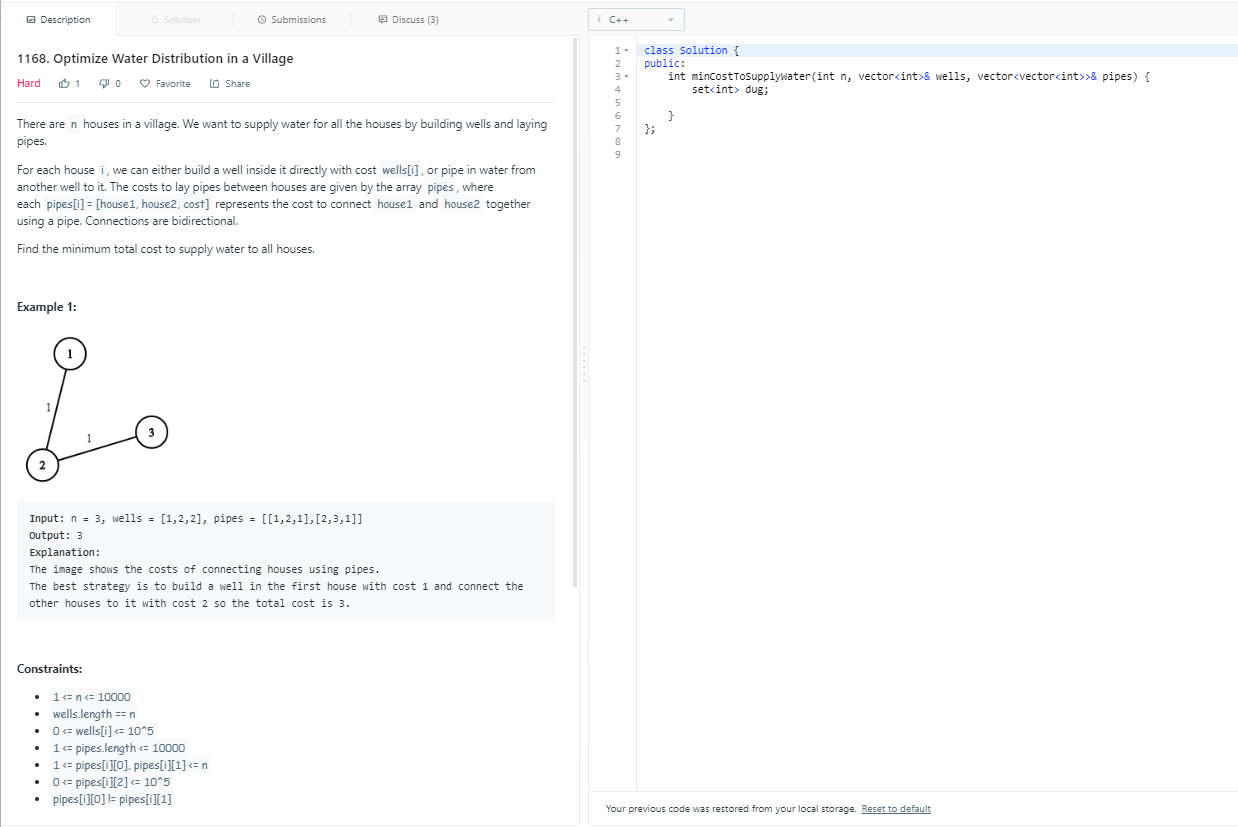 Description
Solution
Submissions
Discuss (3)
i C++
1168. Optimize Water Distribution in a Village
Hard 1 0 Favorite Share
There are n houses in a village. We want to supply water for all the houses by building wells and laying
pipes.
For each house i, we can either build a well inside it directly with cost wells[i], or pipe in water from
another well to it. The costs to lay pipes between houses are given by the array pipes, where
each pipes[i] = [house1, house2, cost] represents the cost to connect house1 and house2 together
using a pipe. Connections are bidirectional.
Find the minimum total cost to supply water to all houses.
Example 1:
1
1
1
3
2
Input: n = 3, wells = [1,2,2], pipes = [[1,2,1],[2,3,1]]
Output: 3
Explanation:
The image shows the costs of connecting houses using pipes.
The best strategy is to build a well in the first house with cost 1 and connect the
other houses to it with cost 2 so the total cost is 3.
Constraints:
1 <= n <= 10000
wells.length == n
0 <= wells[i] <= 10^5
1 <= pipes.length <= 10000
1 <= pipes[i][0], pipes[i][1] <= n
0 <= pipes[i][2] <= 10^5
pipes[i][0] != pipes[i][1]
1 class Solution {
2 public:
3 int minCostToSupplyWater(int n, vector<int>& wells, vector<vector<int>>& pipes) {
4 set<int> dug;
5
6 }
7 };
8
9
Your previous code was restored from your local storage. Reset to default